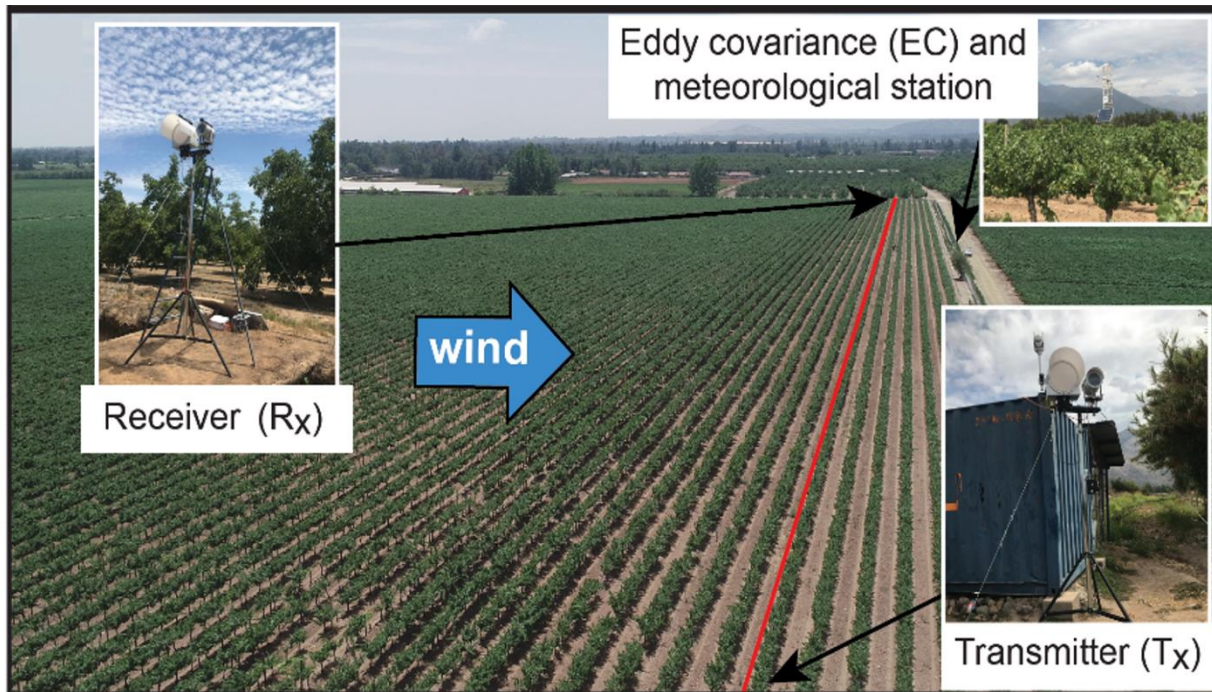 Eddy covariance (EC) and
meteorological station
wind
Receiver (Rx)
Transmitter (Tx)